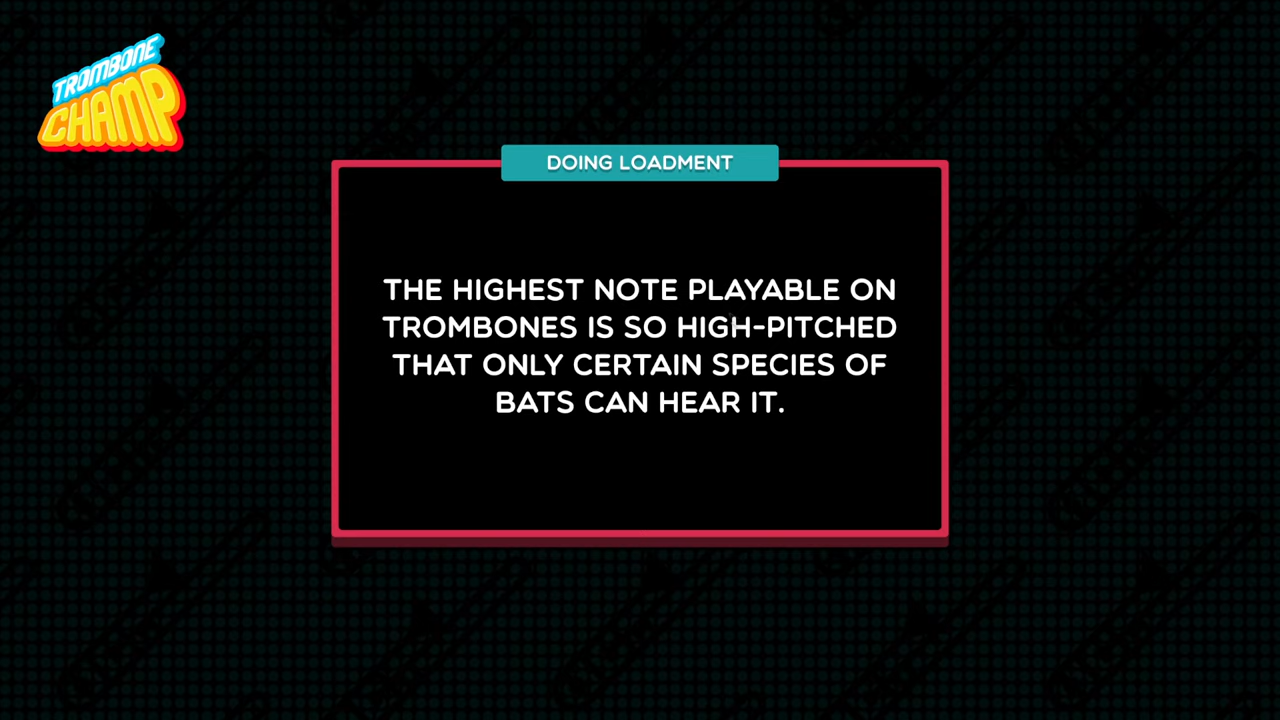 TROMBONE
CHAMP
DOING LOADMENT
THE HIGHEST NOTE PLAYABLE ON
TROMBONES IS SO HIGH-PITCHED
THAT ONLY CERTAIN SPECIES OF
BATS CAN HEAR IT.